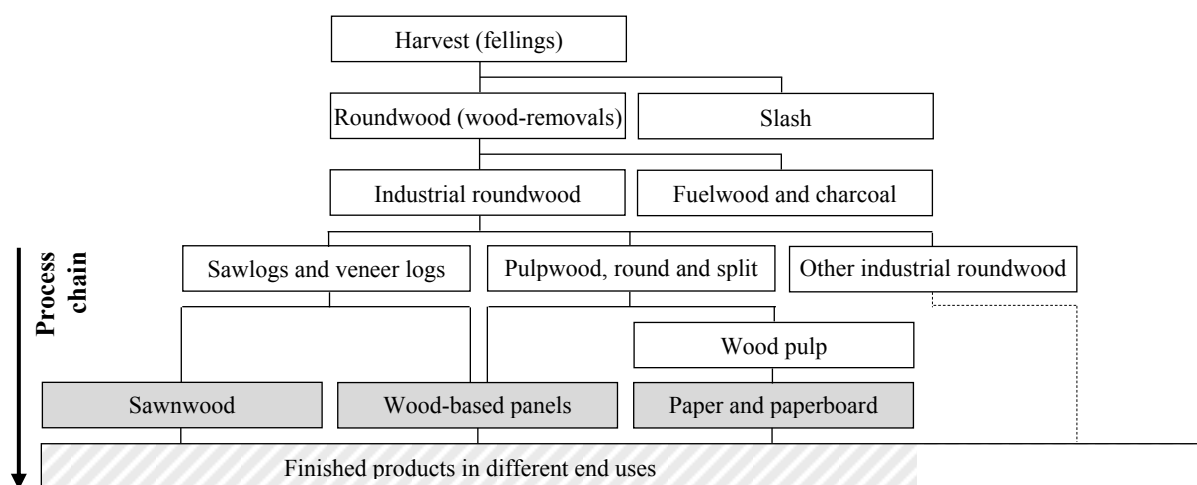 Harvest (fellings)
Roundwood (wood-removals)
Slash
Industrial roundwood
Fuelwood and charcoal
Process
chain
Sawlogs and veneer logs
Pulpwood, round and split
Other industrial roundwood
Wood pulp
Sawnwood
Wood-based panels
Paper and paperboard
Finished products in different end uses